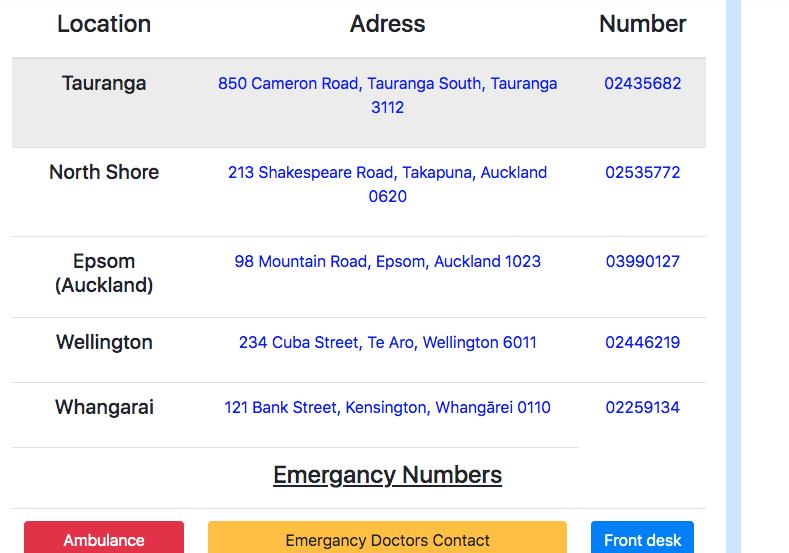 Location Adress Number
Tauranga 850 Cameron Road, Tauranga South, Tauranga 02435682
3112
North Shore 213 Shakespeare Road, Takapuna, Auckland 02535772
0620
Epsom 98 Mountain Road, Epsom, Auckland 1023 03990127
(Auckland)
Wellington 234 Cuba Street, Te Aro, Wellington 6011 02446219
Whangarai 121 Bank Street, Kensington, Whangārei 0110 02259134
Emergancy Numbers
Ambulance Emergancy Doctors Contact Front desk